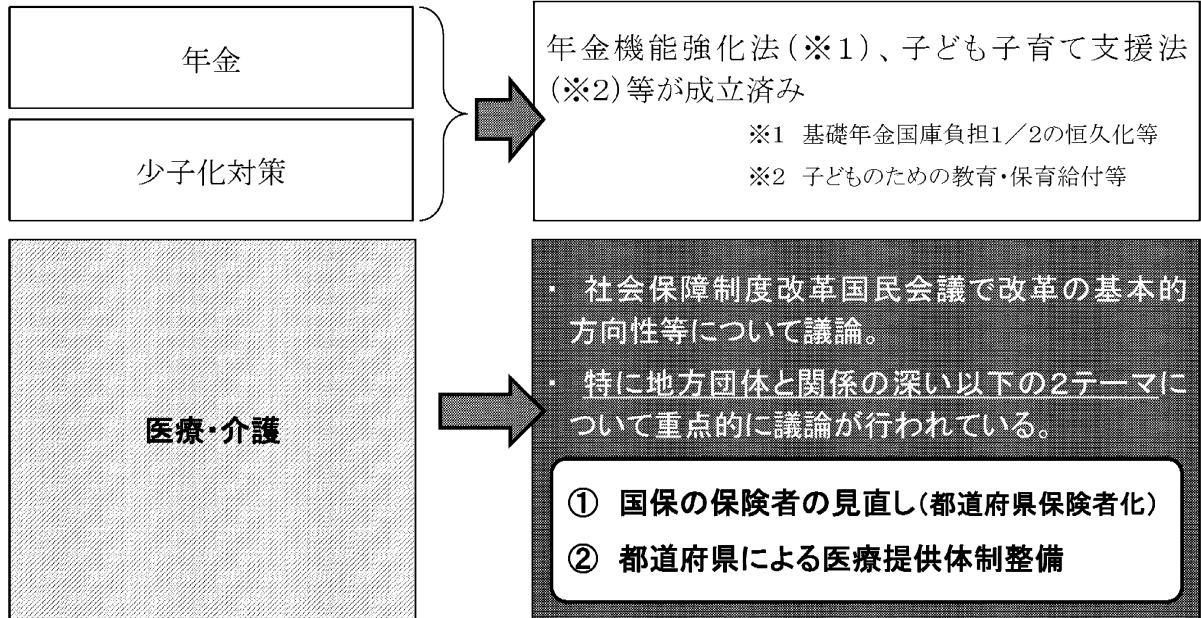 年金
少子化対策
年金機能強化法(※1)、子ども子育て支援法
(※2)等が成立済み
※1 基礎年金国庫負担1/2の恒久化等
※2 子どものための教育・保育給付等
医療・介護
・ 社会保障制度改革国民会議で改革の基本的
方向性等について議論。
・ 特に地方団体と関係の深い以下の2テーマに
ついて重点的に議論が行われている。
① 国保の保険者の見直し(都道府県保険者化)
② 都道府県による医療提供体制整備